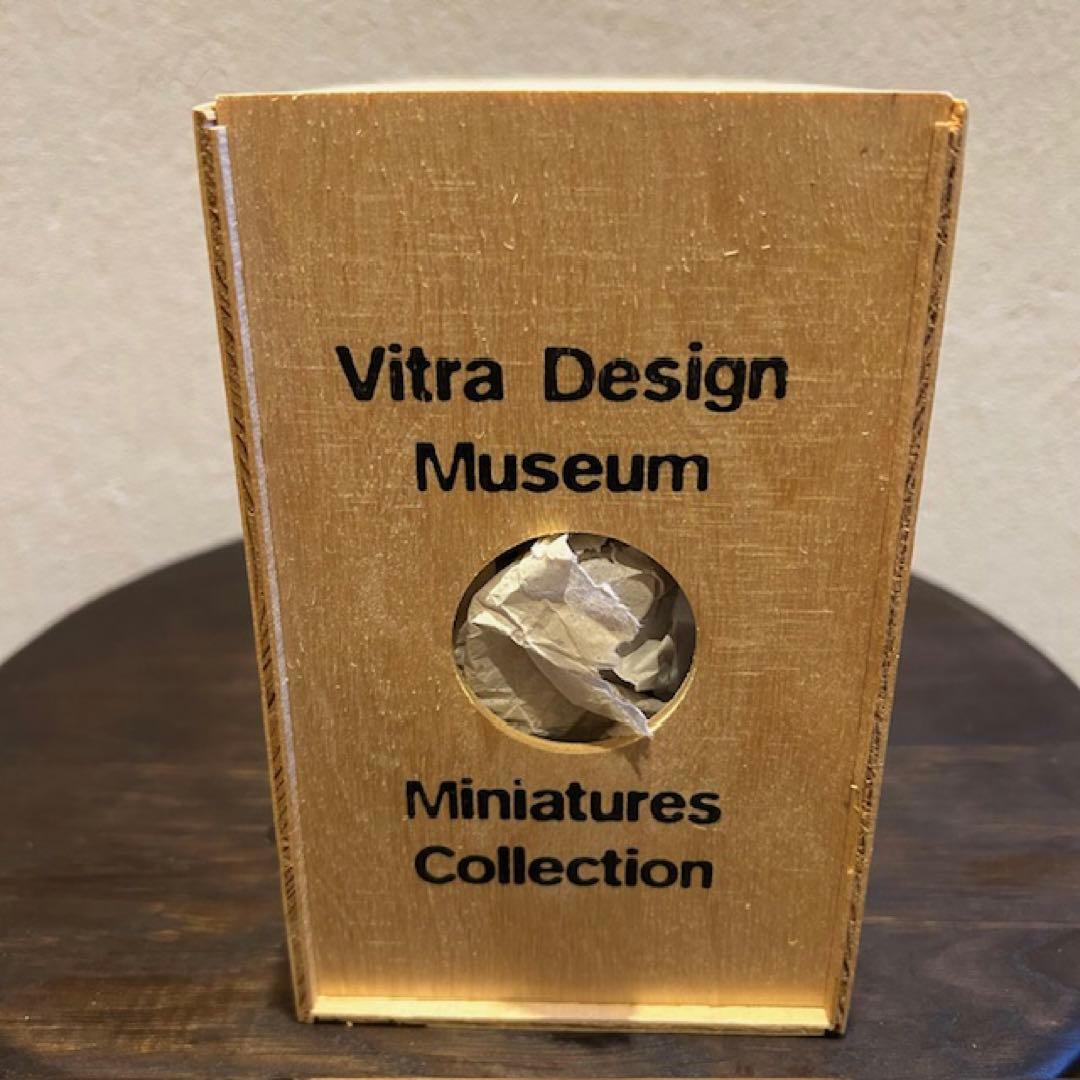 Vitra Design
Museum
Miniatures
Collection